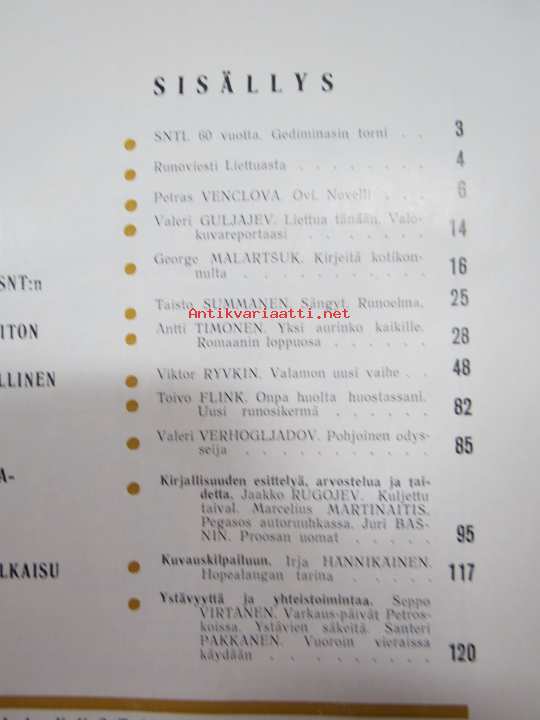 SISÄLLYS
SNTL 60 vuotta. Gediminasin torni . . 3
Runoviesti Liettuasta . . . . . . . 4
Petras VENCLOVA. Ovi. Novelli . . . 6
Valeri GULJAJEV. Liettua tänään. Valo-
kuvareportaasi . . . . . . 14
George MALARTSUK. Kirjeitä kotikon-
nulta . . . . . . . . . . 16
Antikvariaatti.net
Taisto SUMMANEN. Sängyt. Runoelma. 25
Antti TIMONEN. Yksi aurinko kaikille.
Romaanin loppuosa . . . . . . 28
Viktor RYVKIN. Valamon uusi vaihe . . 48
Toivo FLINK. Onpa huolta huostassani.
Uusi runosikermä . . . . . . 82
Valeri VERHOGLJADOV. Pohjoinen odys-
seija . . . . . . . . . . 85
Kirjallisuuden esittelyä, arvostelua ja tai-
detta. Jaakko RUGOJEV. Kuljettu
taival. Marcelius MARTINAITIS.
Pegasos autoruuhkassa. Juri BAS-
NIN. Proosan uomat . . . . . 95
Kuvauskilpailuun. Irja HÄNNIKÄINEN.
Hopealangan tarina . . . . . . 117
Ystävyyttä ja yhteistoimintaa. Seppo
VIRTANEN. Varkaus-päivät Petros-
koissa. Ystävien säkeitä. Santeri
PAKKANEN. Vuoroin vieraissa
käydään . . . . . . . . . 120
SNT:n
ITON
LLINEN
A-
LKAISU